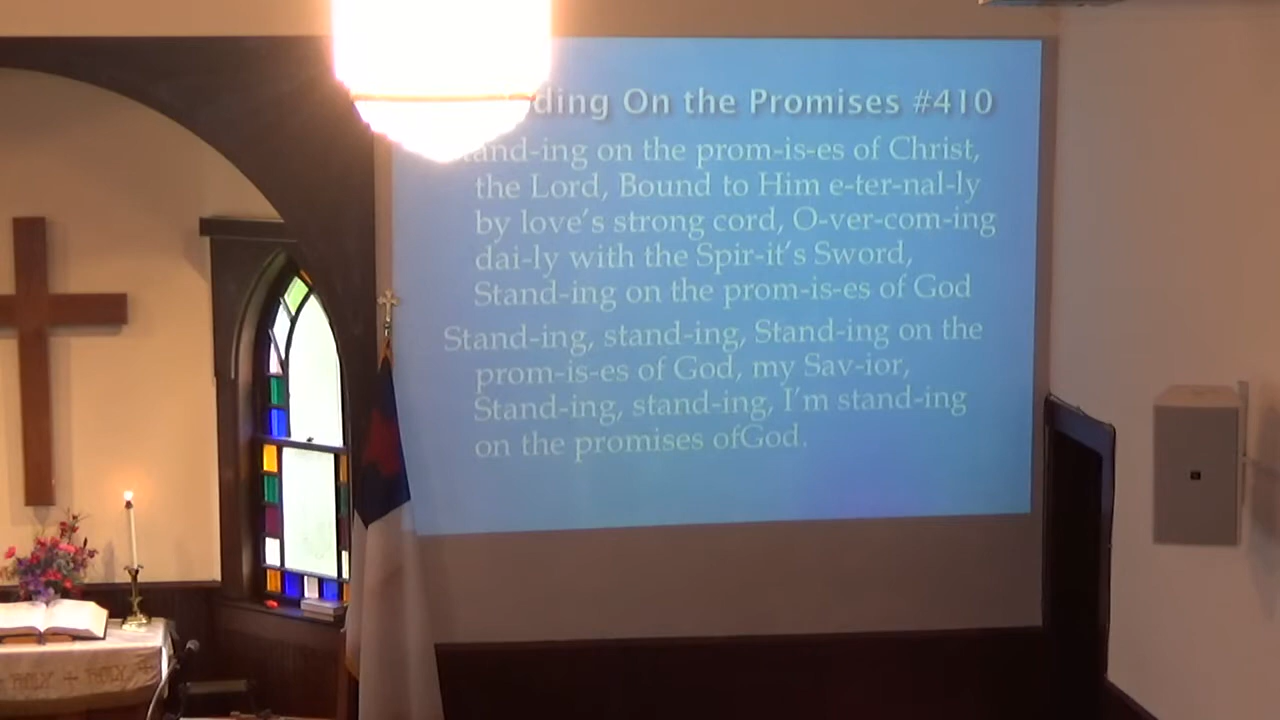 ding On the Promises #410
and-ing on the prom-is-es of Christ,
the Lord, Bound to Him e-ter-nal-ly
by love's strong cord, O-ver-com-ing
dai-ly with the Spir-it's Sword,
Stand-ing on the prom-is-es of God
Stand-ing, stand-ing, Stand-ing on the
prom-is-es of God, my Sav-ior,
Stand-ing, stand-ing, I'm stand-ing
on the promises ofGod.
HOLY HOLY